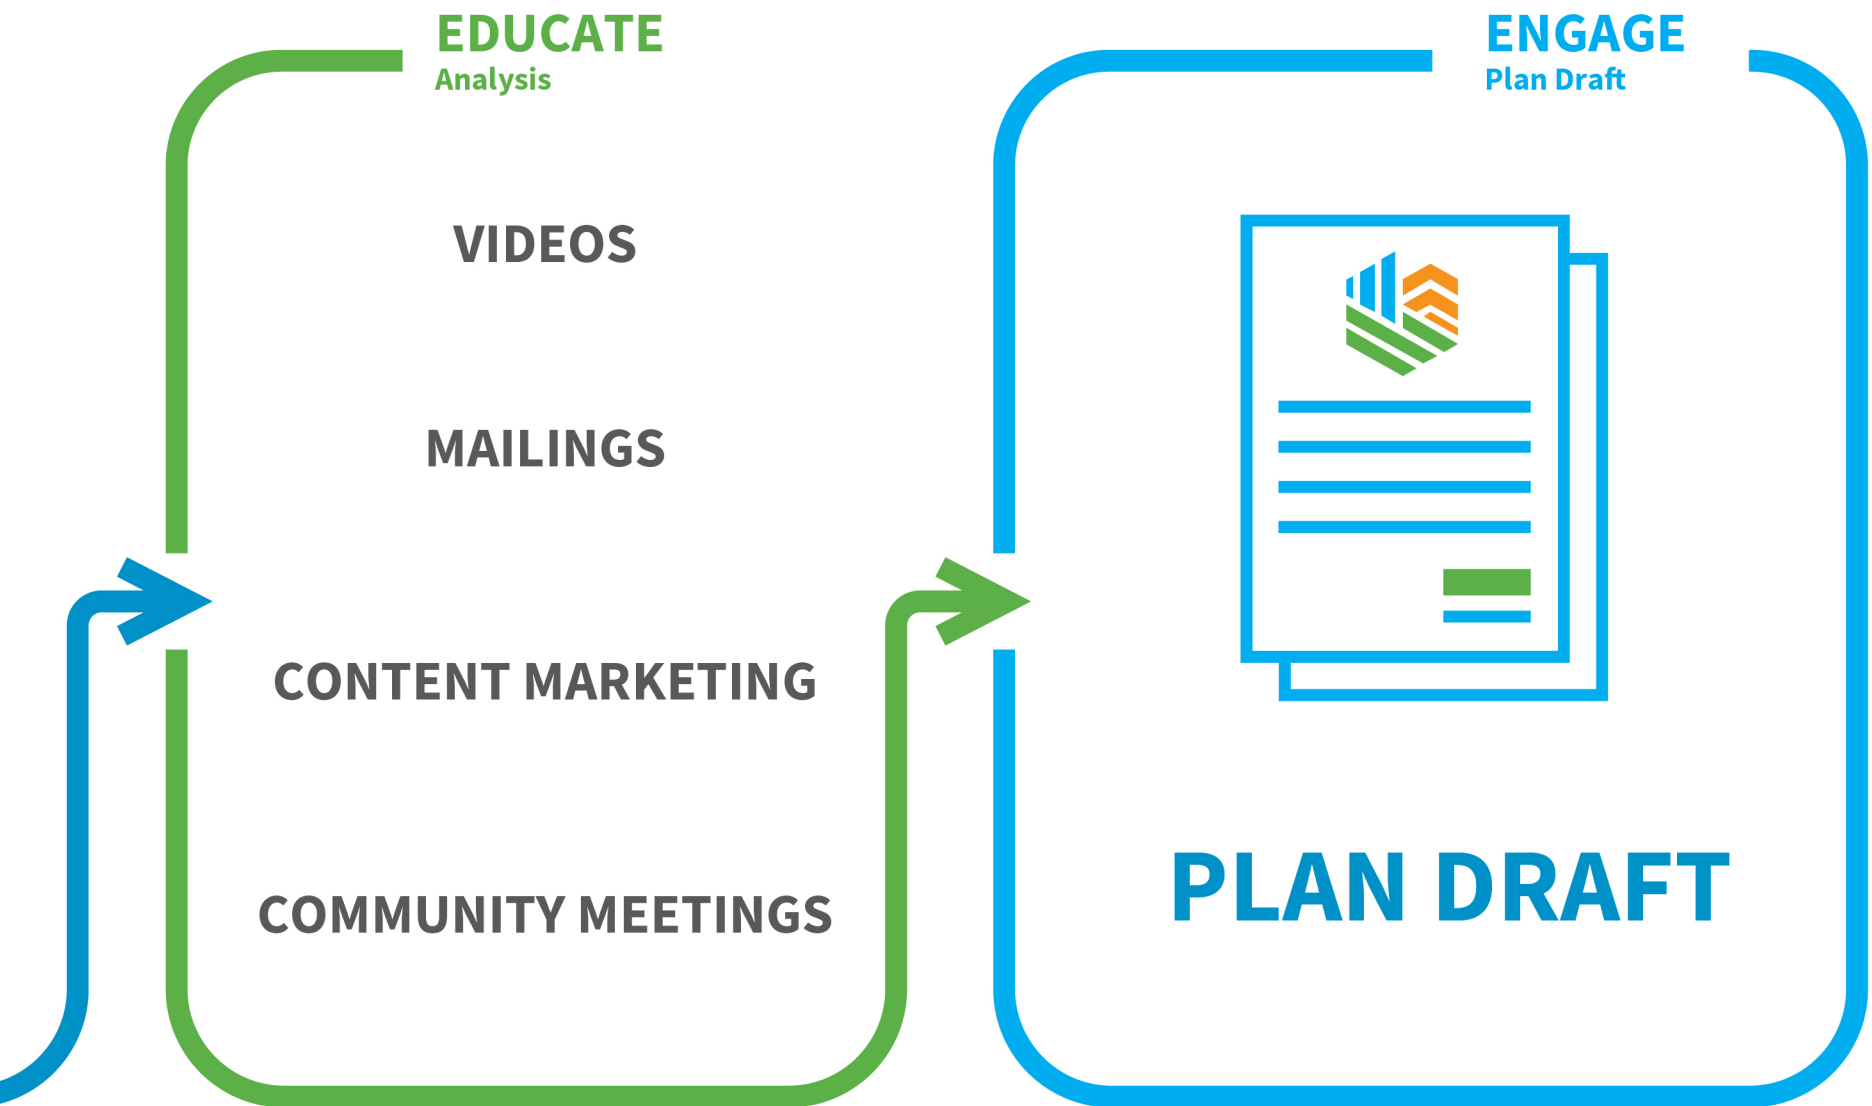 EDUCATE
Analysis
VIDEOS
MAILINGS
CONTENT MARKETING
COMMUNITY MEETINGS
ENGAGE
Plan Draft
PLAN DRAFT